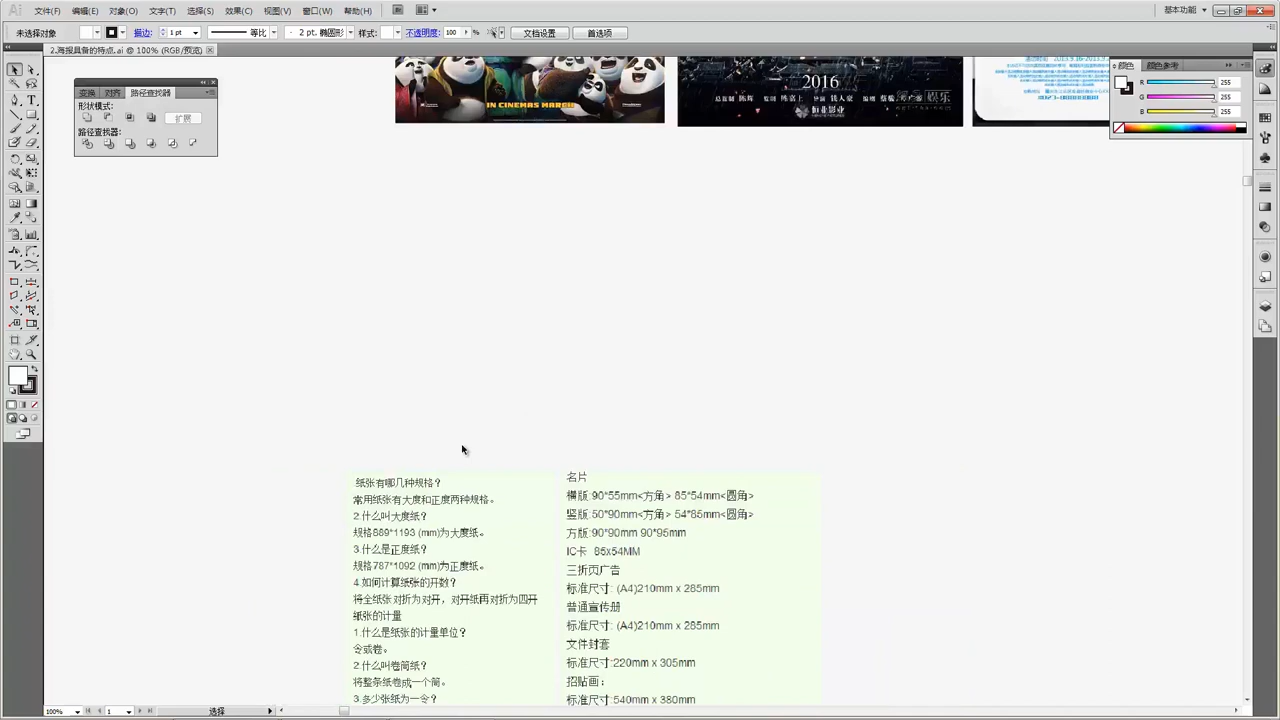 文件(F) 编辑(E) 对象(O) 文字(T) 选择(S) 效果(C) 视图(V) 窗口(W) 帮助(H) 基本功能
未选择对象 描边: 1 pt 等比 2 pt. 椭圆形 样式: 不透明度: 100 % 文档设置 首选项
2.海报具备的特点.ai @ 100% (RGB/预览)
颜色 颜色参考
R 255
G 255
B 255
形状模式:
扩展
路径查找器:
IN CINEMAS MARCH
2016
纸张有哪几种规格?
常用纸张有大度和正度两种规格。
2.什么叫大度纸?
规格889*1193 (mm)为大度纸。
3.什么是正度纸?
规格787*1092 (mm)为正度纸。
4.如何计算纸张的开数?
将全纸张对折为对开，对开纸再对折为四开
纸张的计量
1.什么是纸张的计量单位?
令或卷。
2.什么叫卷筒纸?
将整条纸卷成一个筒。
3.多少张纸为一令?
名片
横版:90*55mm<方角> 85*54mm<圆角>
竖版:50*90mm<方角> 54*85mm<圆角>
方版:90*90mm 90*95mm
IC卡 85x54MM
三折页广告
标准尺寸: (A4)210mm x 285mm
普通宣传册
标准尺寸: (A4)210mm x 285mm
文件封套
标准尺寸:220mm x 305mm
招贴画：
标准尺寸:540mm x 380mm
100% 1 选择